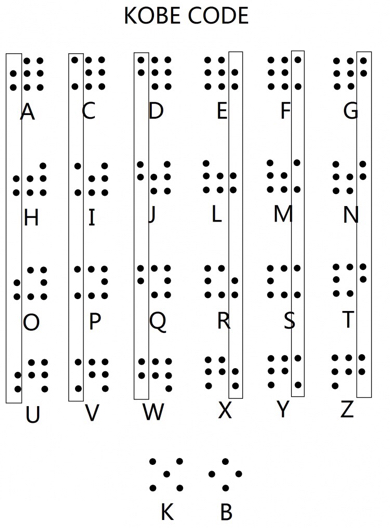 KOBE CODE
A C D E F G
H I J L M N
O P Q R S T
U V W X Y Z
K B